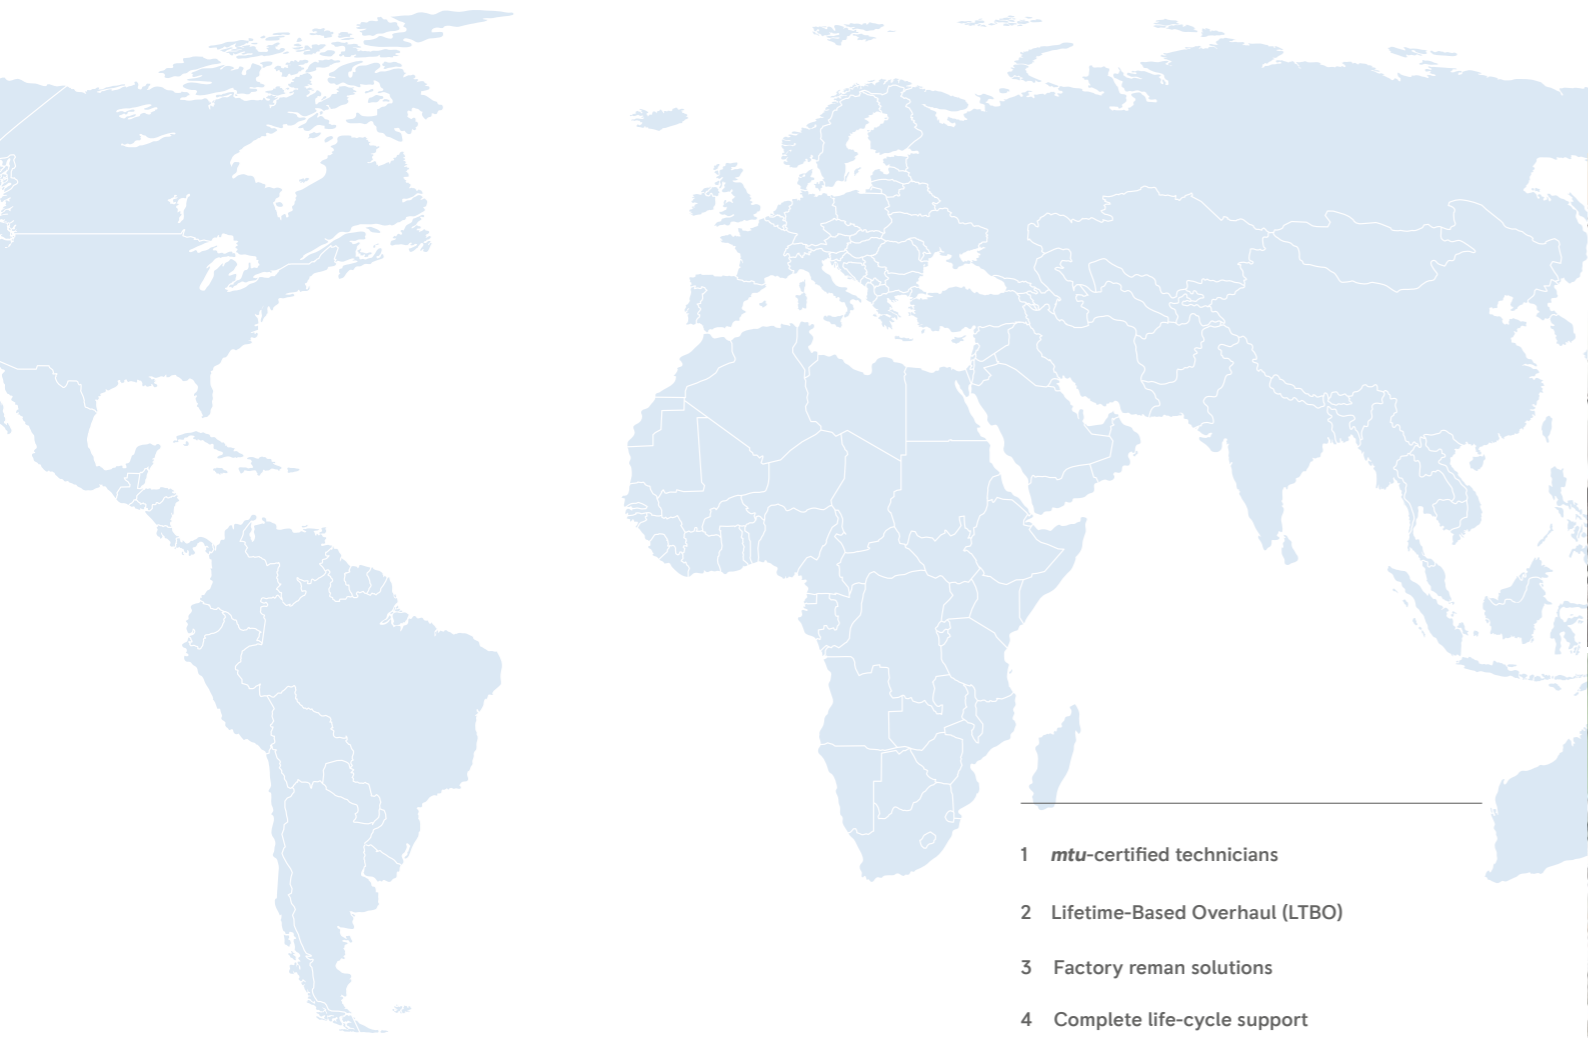 1 mtu-certified technicians
2 Lifetime-Based Overhaul (LTBO)
3 Factory reman solutions
4 Complete life-cycle support